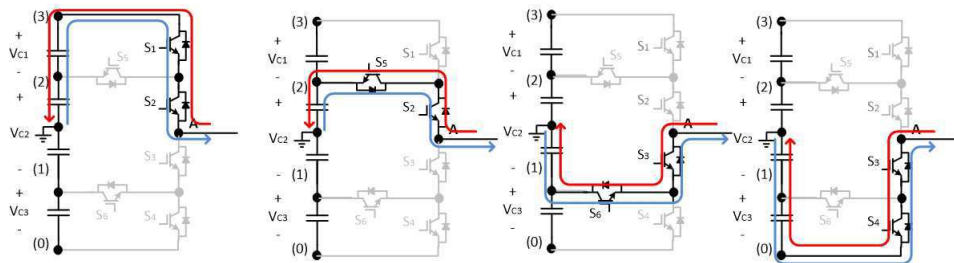 (3)
+
VC1
-
(2)
+
VC2
(1)
-
+
VC3
-
(0)
S1
S5
S2
A
S3
S6
S4
(3)
+
VC1
-
(2)
+
VC2
(1)
-
+
VC3
-
(0)
S1
S5
S2
A
S3
S6
S4
(3)
+
VC1
-
(2)
+
VC2
(1)
-
+
VC3
-
(0)
S1
S5
S2
A
S3
S6
S4
(3)
+
VC1
-
(2)
+
VC2
(1)
-
+
VC3
-
(0)
S1
S5
S2
A
S3
S6
S4